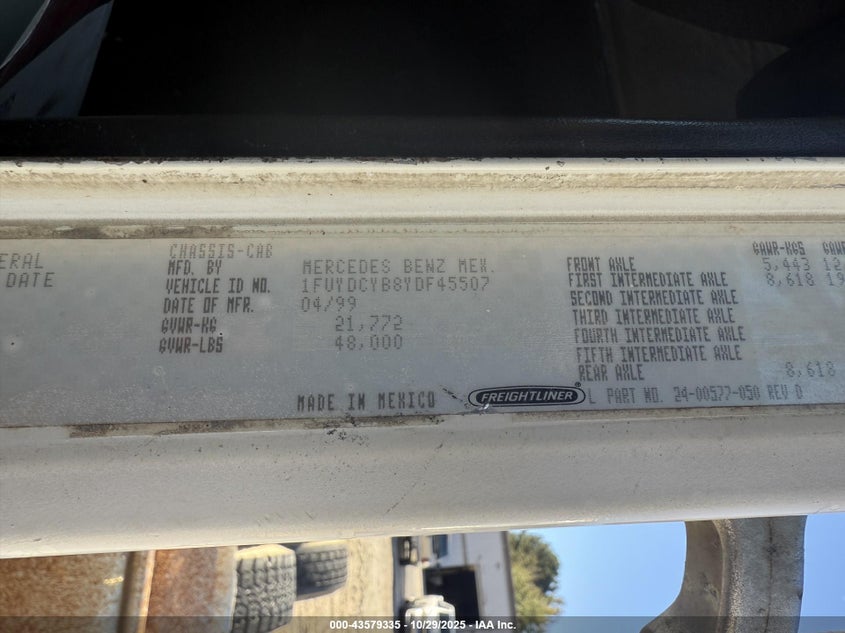 CHASSIS-CAB
ERAL
DATE
MFD. BY MERCEDES BENZ MEX.
VEHICLE ID NO. 1FUYDCYB8YDF45507
DATE OF MFR. 04/99
GVWR-KG 21,772
GVWR-LBS 48,000
GAWR-KGS GAWR
FRONT AXLE 5,443 12,
FIRST INTERMEDIATE AXLE 8,618 19
SECOND INTERMEDIATE AXLE
THIRD INTERMEDIATE AXLE
FOURTH INTERMEDIATE AXLE
FIFTH INTERMEDIATE AXLE
REAR AXLE 8,618
MADE IN MEXICO FREIGHTLINER® L PART NO. 24-00577-050 REV D
000-43579335 - 10/29/2025 - IAA Inc.